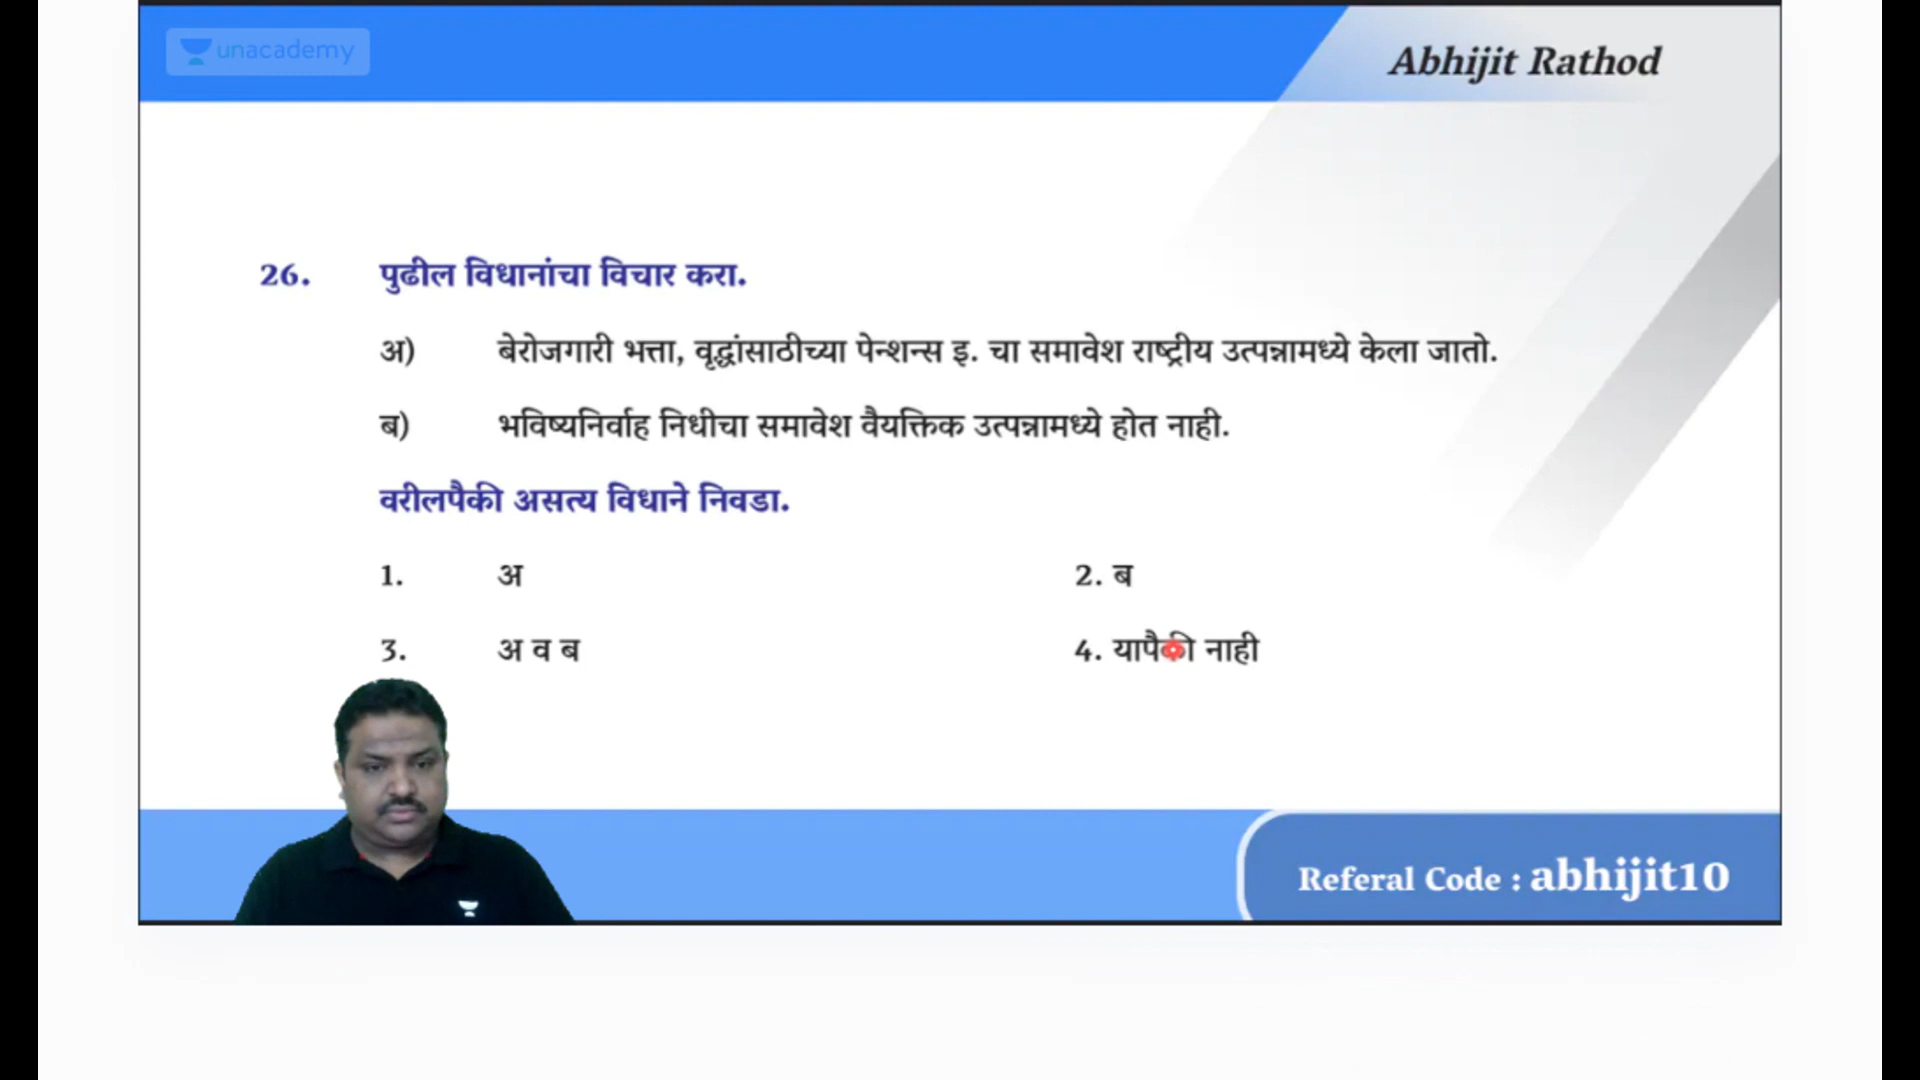 unacademy
Abhijit Rathod
26. पुढील विधानांचा विचार करा.
अ) बेरोजगारी भत्ता, वृद्धांसाठीच्या पेन्शन्स इ. चा समावेश राष्ट्रीय उत्पन्नामध्ये केला जातो.
ब) भविष्यनिर्वाह निधीचा समावेश वैयक्तिक उत्पन्नामध्ये होत नाही.
वरीलपैकी असत्य विधाने निवडा.
1. अ 2. ब
3. अ व ब 4. यापैकी नाही
Referal Code : abhijit10